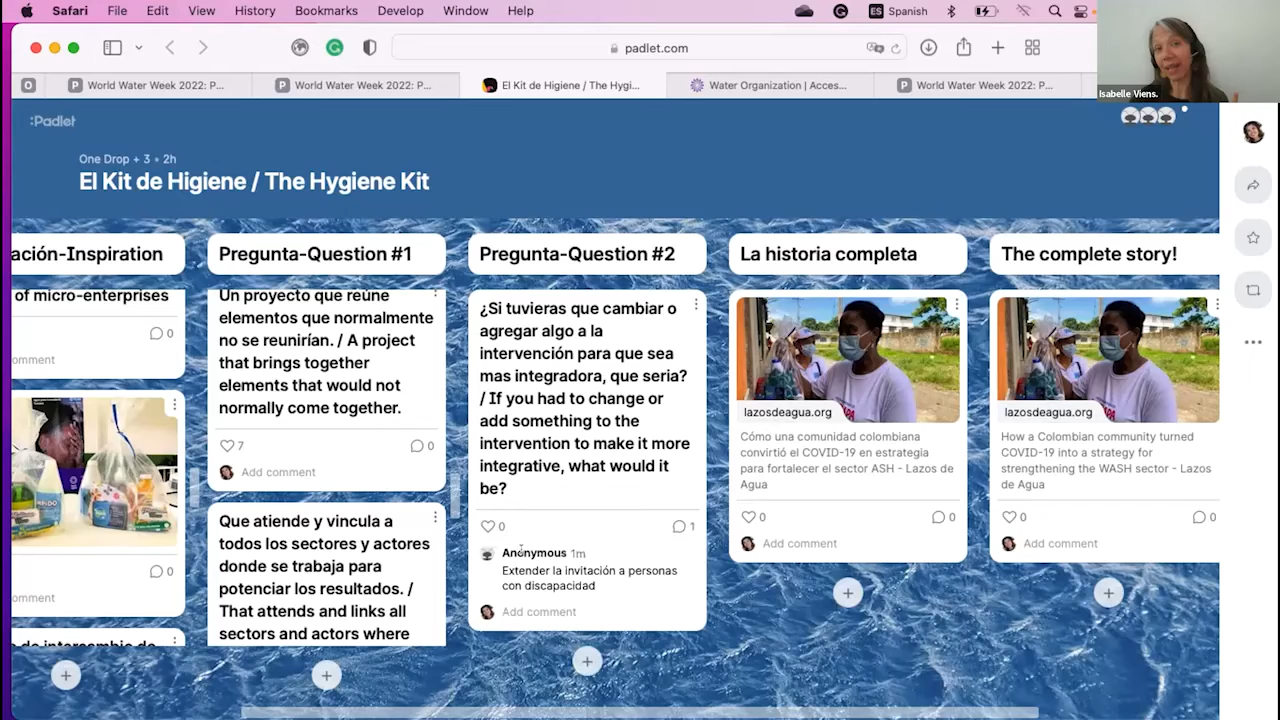 Safari File Edit View History Bookmarks Develop Window Help ES Spanish
padlet.com
World Water Week 2022: P...
World Water Week 2022: P...
El Kit de Higiene / The Hygi...
Water Organization | Acces...
World Water Week 2022: P...
Isabelle Viens.
:Padlet
One Drop + 3 • 2h
El Kit de Higiene / The Hygiene Kit
ación-Inspiration
of micro-enterprises
0
omment
0
omment
Pregunta-Question #1
Un proyecto que reúne
elementos que normalmente
no se reunirían. / A project
that brings together
elements that would not
normally come together.
7
0
Add comment
Que atiende y vincula a
todos los sectores y actores
donde se trabaja para
potenciar los resultados. /
That attends and links all
sectors and actors where
Pregunta-Question #2
¿Si tuvieras que cambiar o
agregar algo a la
intervención para que sea
mas integradora, que seria?
/ If you had to change or
add something to the
intervention to make it more
integrative, what would it
be?
0
1
Anonymous 1m
Extender la invitación a personas
con discapacidad
Add comment
La historia completa
lazosdeagua.org
Cómo una comunidad colombiana
convirtió el COVID-19 en estrategia
para fortalecer el sector ASH - Lazos de
Agua
0
0
Add comment
The complete story!
lazosdeagua.org
How a Colombian community turned
COVID-19 into a strategy for
strengthening the WASH sector - Lazos
de Agua
0
0
Add comment